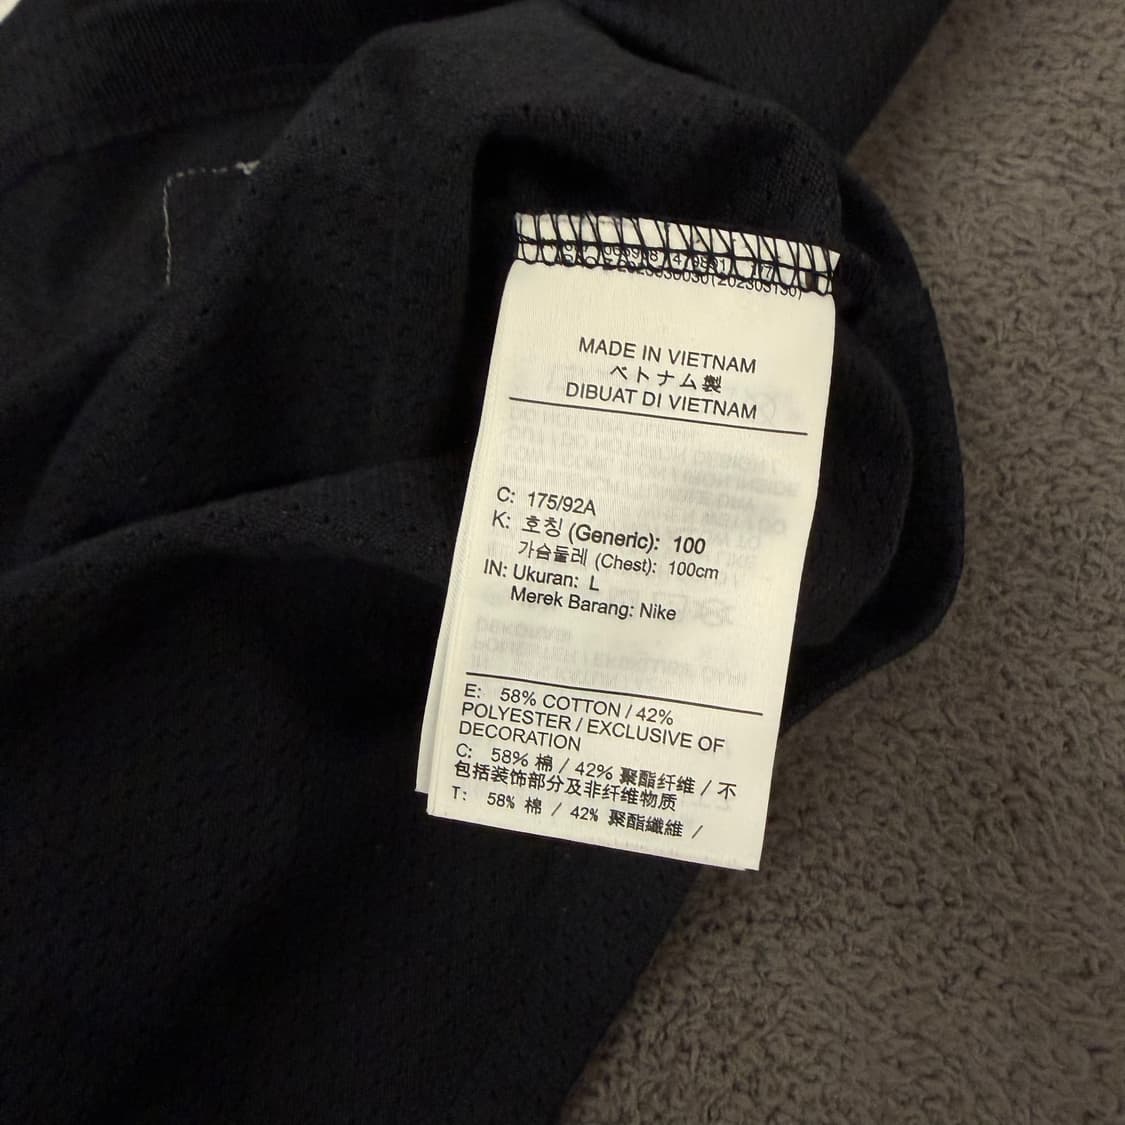 MADE IN VIETNAM
ベトナム製
DIBUAT DI VIETNAM
C: 175/92A
K: 호칭 (Generic): 100
가슴둘레 (Chest): 100cm
IN: Ukuran: L
Merek Barang: Nike
E: 58% COTTON / 42%
POLYESTER / EXCLUSIVE OF
DECORATION
C: 58% 棉 / 42% 聚酯纤维 / 不
包括装饰部分及非纤维物质
T: 58% 棉 / 42% 聚酯纖維 /